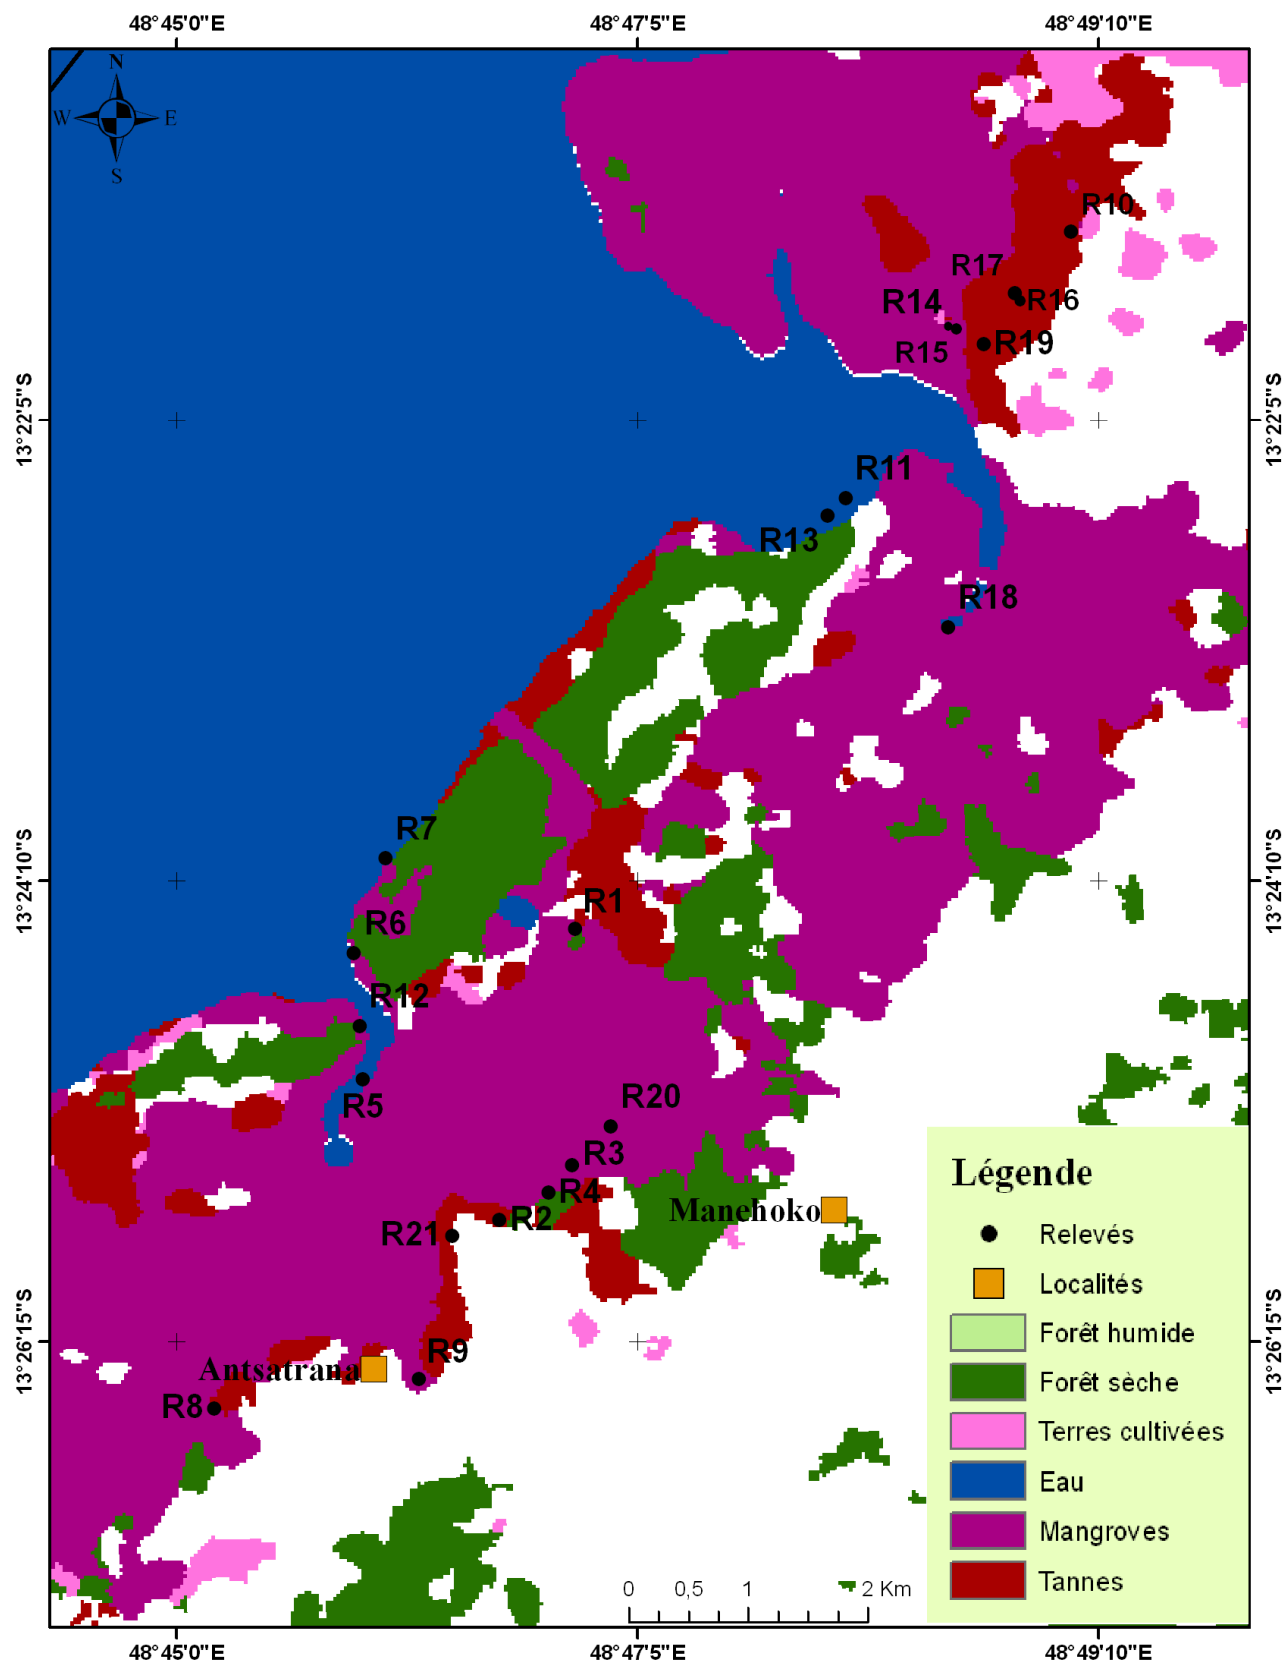 48°45'0"E 48°47'5"E 48°49'10"E
N
W E
S
R10
R17
R14 R16
R15 R19
13°22'5"S 13°22'5"S
R11
R13
R18
R7
13°24'10"S 13°24'10"S
R1
R6
R12
R5
R20
R3
R4
Manehoko
R2
R21
R9
Antsatrana
R8
13°26'15"S 13°26'15"S
Légende
Relevés
Localités
Forêt humide
Forêt sèche
Terres cultivées
Eau
Mangroves
Tannes
0 0,5 1 2 Km
48°45'0"E 48°47'5"E 48°49'10"E